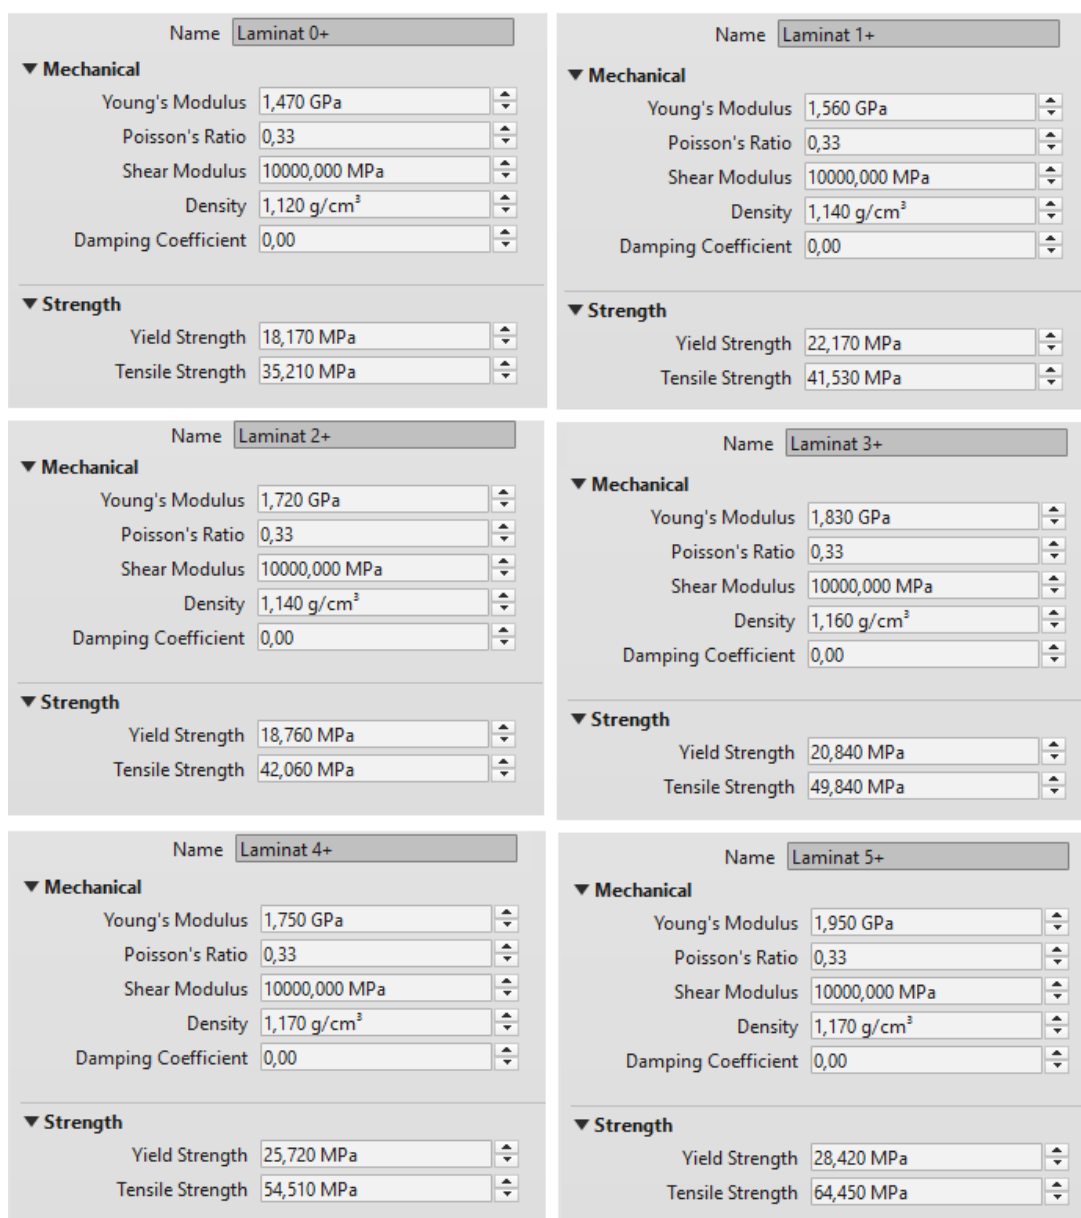 Name Laminat 0+
▼ Mechanical
Young's Modulus 1,470 GPa
Poisson's Ratio 0,33
Shear Modulus 10000,000 MPa
Density 1,120 g/cm³
Damping Coefficient 0,00
▼ Strength
Yield Strength 18,170 MPa
Tensile Strength 35,210 MPa
Name Laminat 1+
▼ Mechanical
Young's Modulus 1,560 GPa
Poisson's Ratio 0,33
Shear Modulus 10000,000 MPa
Density 1,140 g/cm³
Damping Coefficient 0,00
▼ Strength
Yield Strength 22,170 MPa
Tensile Strength 41,530 MPa
Name Laminat 2+
▼ Mechanical
Young's Modulus 1,720 GPa
Poisson's Ratio 0,33
Shear Modulus 10000,000 MPa
Density 1,140 g/cm³
Damping Coefficient 0,00
▼ Strength
Yield Strength 18,760 MPa
Tensile Strength 42,060 MPa
Name Laminat 3+
▼ Mechanical
Young's Modulus 1,830 GPa
Poisson's Ratio 0,33
Shear Modulus 10000,000 MPa
Density 1,160 g/cm³
Damping Coefficient 0,00
▼ Strength
Yield Strength 20,840 MPa
Tensile Strength 49,840 MPa
Name Laminat 4+
▼ Mechanical
Young's Modulus 1,750 GPa
Poisson's Ratio 0,33
Shear Modulus 10000,000 MPa
Density 1,170 g/cm³
Damping Coefficient 0,00
▼ Strength
Yield Strength 25,720 MPa
Tensile Strength 54,510 MPa
Name Laminat 5+
▼ Mechanical
Young's Modulus 1,950 GPa
Poisson's Ratio 0,33
Shear Modulus 10000,000 MPa
Density 1,170 g/cm³
Damping Coefficient 0,00
▼ Strength
Yield Strength 28,420 MPa
Tensile Strength 64,450 MPa